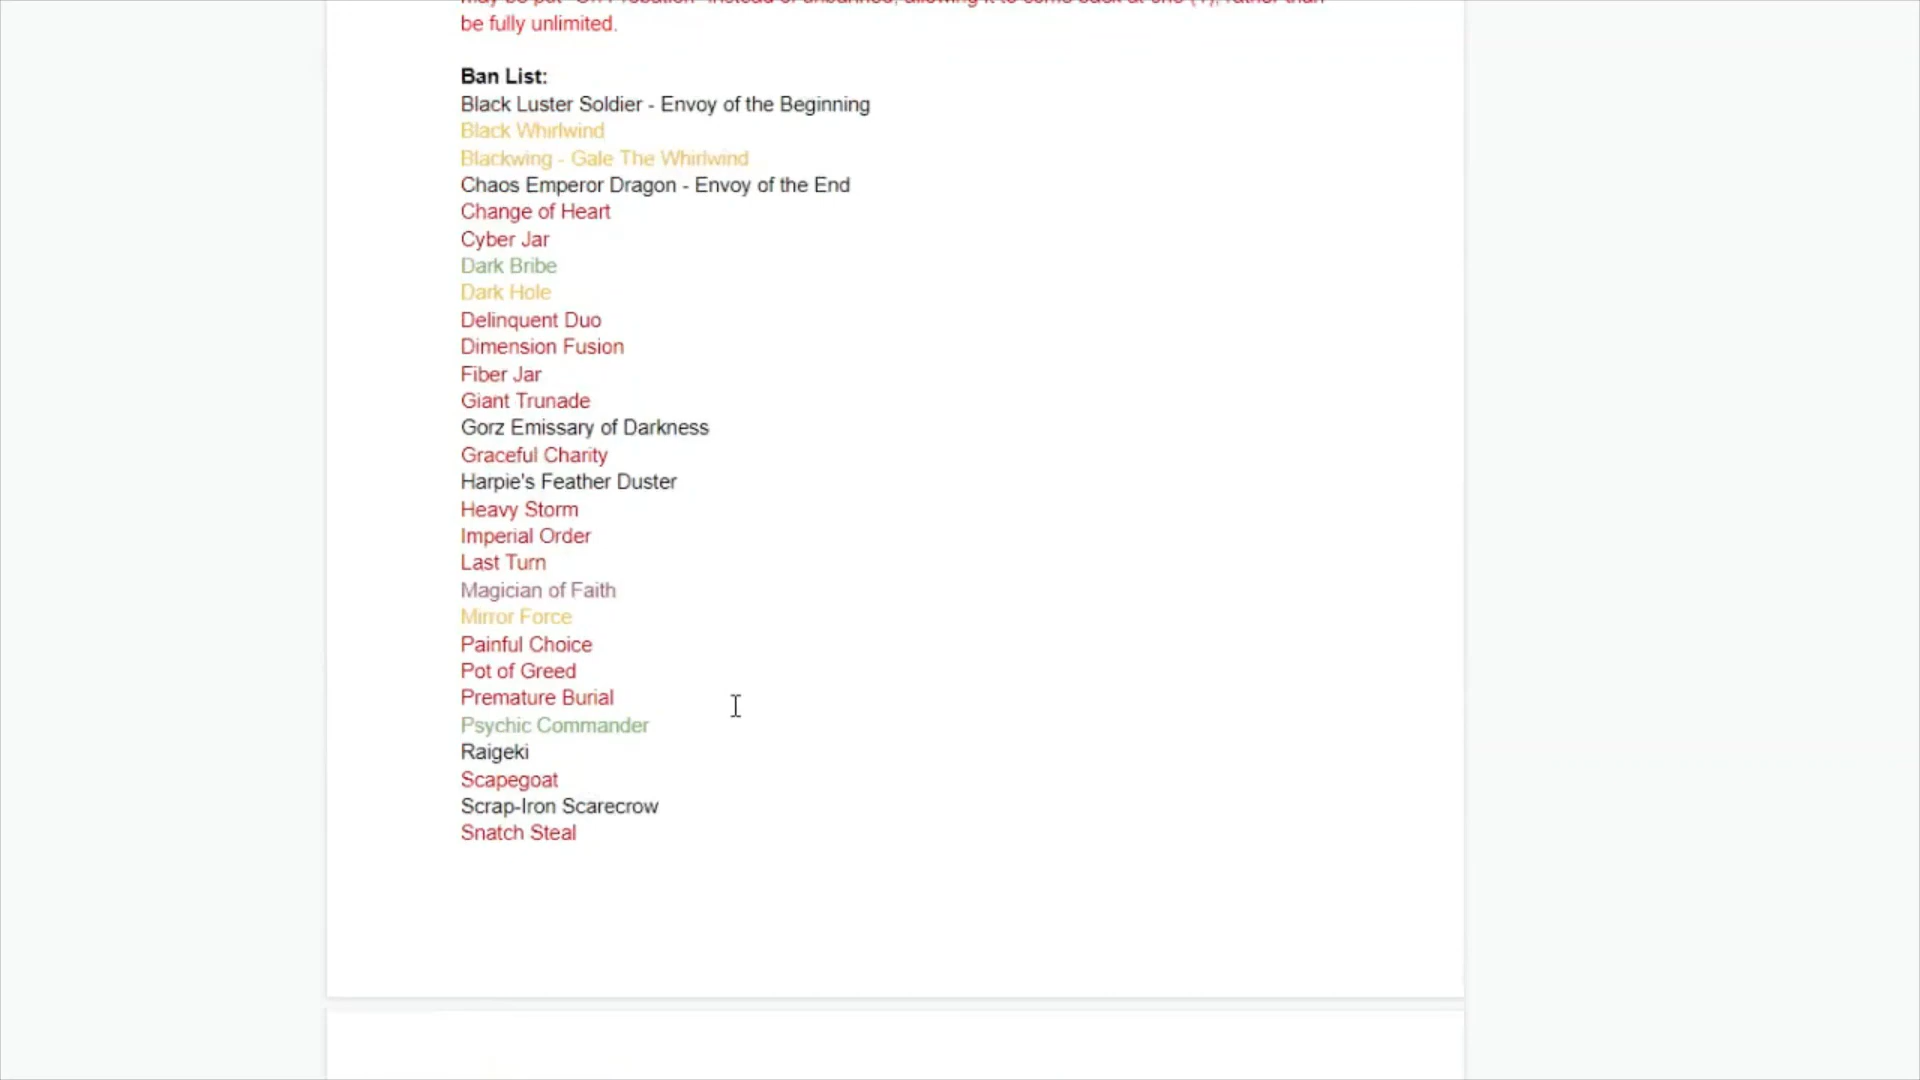 be fully unlimited.
Ban List:
Black Luster Soldier - Envoy of the Beginning
Black Whirlwind
Blackwing - Gale The Whirlwind
Chaos Emperor Dragon - Envoy of the End
Change of Heart
Cyber Jar
Dark Bribe
Dark Hole
Delinquent Duo
Dimension Fusion
Fiber Jar
Giant Trunade
Gorz Emissary of Darkness
Graceful Charity
Harpie's Feather Duster
Heavy Storm
Imperial Order
Last Turn
Magician of Faith
Mirror Force
Painful Choice
Pot of Greed
Premature Burial
Psychic Commander
Raigeki
Scapegoat
Scrap-Iron Scarecrow
Snatch Steal